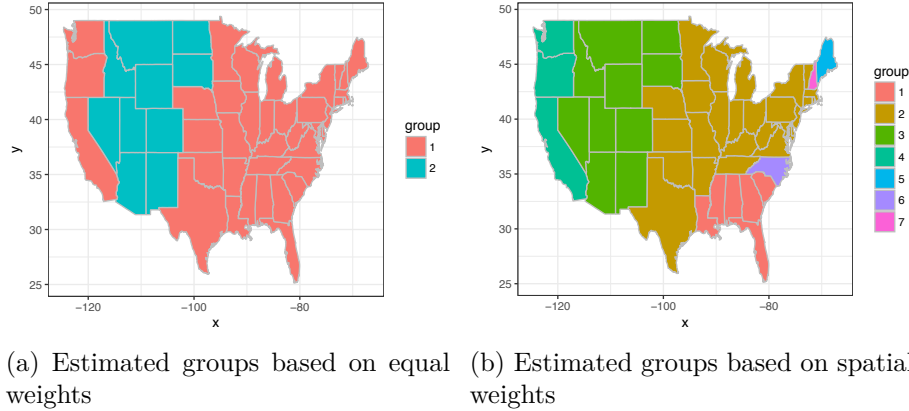 50
45
40
35
30
25
y
−120
−100
−80
x
group
1
2
50
45
40
35
30
25
y
−120
−100
−80
x
group
1
2
3
4
5
6
7
(a) Estimated groups based on equal
weights
(b) Estimated groups based on spatial
weights